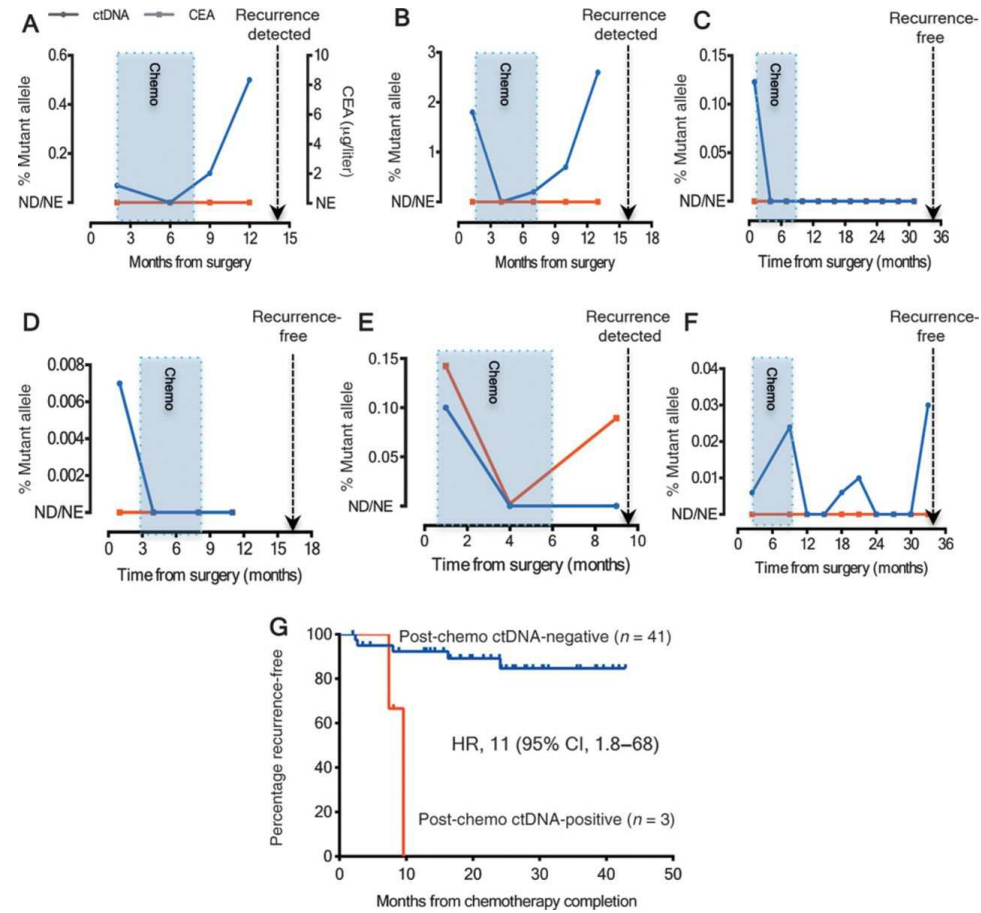 A
ctDNA
CEA
Recurrence
detected
0.6
0.4
0.2
ND/NE
% Mutant allele
Chemo
10
8
6
4
2
NE
CEA (μg/liter)
0 3 6 9 12 15
Months from surgery
B
Recurrence
detected
3
2
1
ND/NE
% Mutant allele
Chemo
0 3 6 9 12 15 18
Months from surgery
C
Recurrence-
free
0.15
0.10
0.05
ND/NE
% Mutant allele
Chemo
0 6 12 18 24 30 36
Time from surgery (months)
D
Recurrence-
free
0.008
0.006
0.004
0.002
ND/NE
% Mutant allele
Chemo
0 3 6 9 12 15 18
Time from surgery (months)
E
Recurrence
detected
0.15
0.10
0.05
ND/NE
% Mutant allele
Chemo
0 2 4 6 8 10
Time from surgery (months)
F
Recurrence-
free
0.04
0.03
0.02
0.01
ND/NE
% Mutant allele
Chemo
0 6 12 18 24 30 36
Time from surgery (months)
G
100
80
60
40
20
0
Percentage recurrence-free
Post-chemo ctDNA-negative (n = 41)
HR, 11 (95% CI, 1.8–68)
Post-chemo ctDNA-positive (n = 3)
0 10 20 30 40 50
Months from chemotherapy completion